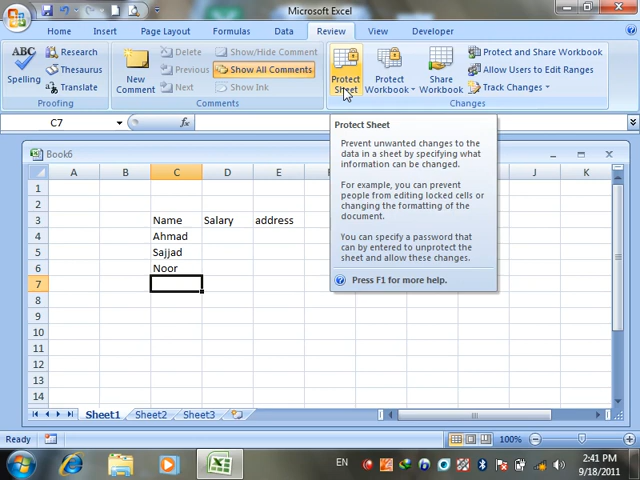 Microsoft Excel
Home Insert Page Layout Formulas Data Review View Developer
ABC
Spelling
Research
Thesaurus
Translate
Proofing
New
Comment
Delete
Previous
Next
Show/Hide Comment
Show All Comments
Show Ink
Comments
Protect
Sheet
Protect
Workbook
Share
Workbook
Protect and Share Workbook
Allow Users to Edit Ranges
Track Changes
Changes
C7
fx
Protect Sheet
Prevent unwanted changes to the
data in a sheet by specifying what
information can be changed.
For example, you can prevent
people from editing locked cells or
changing the formatting of the
document.
You can specify a password that
can be entered to unprotect the
sheet and allow these changes.
Press F1 for more help.
Book6
A B C D E J K
1
2
3 Name Salary address
4 Ahmad
5 Sajjad
6 Noor
7
8
9
10
11
12
13
14
Sheet1 Sheet2 Sheet3
Ready
100%
EN
2:41 PM
9/18/2011